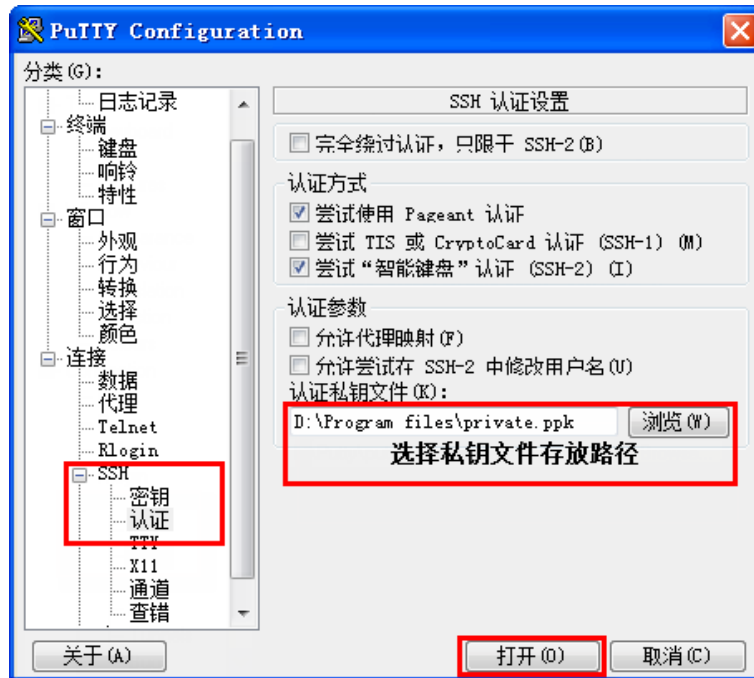 PuTTY Configuration
分类(G):
日志记录
终端
键盘
响铃
特性
窗口
外观
行为
转换
选择
颜色
连接
数据
代理
Telnet
Rlogin
SSH
密钥
认证
TTY
X11
通道
查错
SSH 认证设置
完全绕过认证，只限于 SSH-2(B)
认证方式
尝试使用 Pageant 认证
尝试 TIS 或 CryptoCard 认证 (SSH-1) (M)
尝试“智能键盘”认证 (SSH-2) (I)
认证参数
允许代理映射(F)
允许尝试在 SSH-2 中修改用户名(U)
认证私钥文件(K):
D:\Program files\private.ppk 浏览(W)
选择私钥文件存放路径
关于(A) 打开(O) 取消(C)